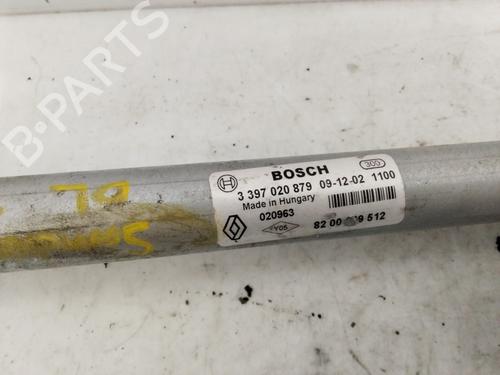 B-PARTS
BOSCH
300
3 397 020 879 09-12-02 1100
Made in Hungary
020963
Y05
82 00 512
DL